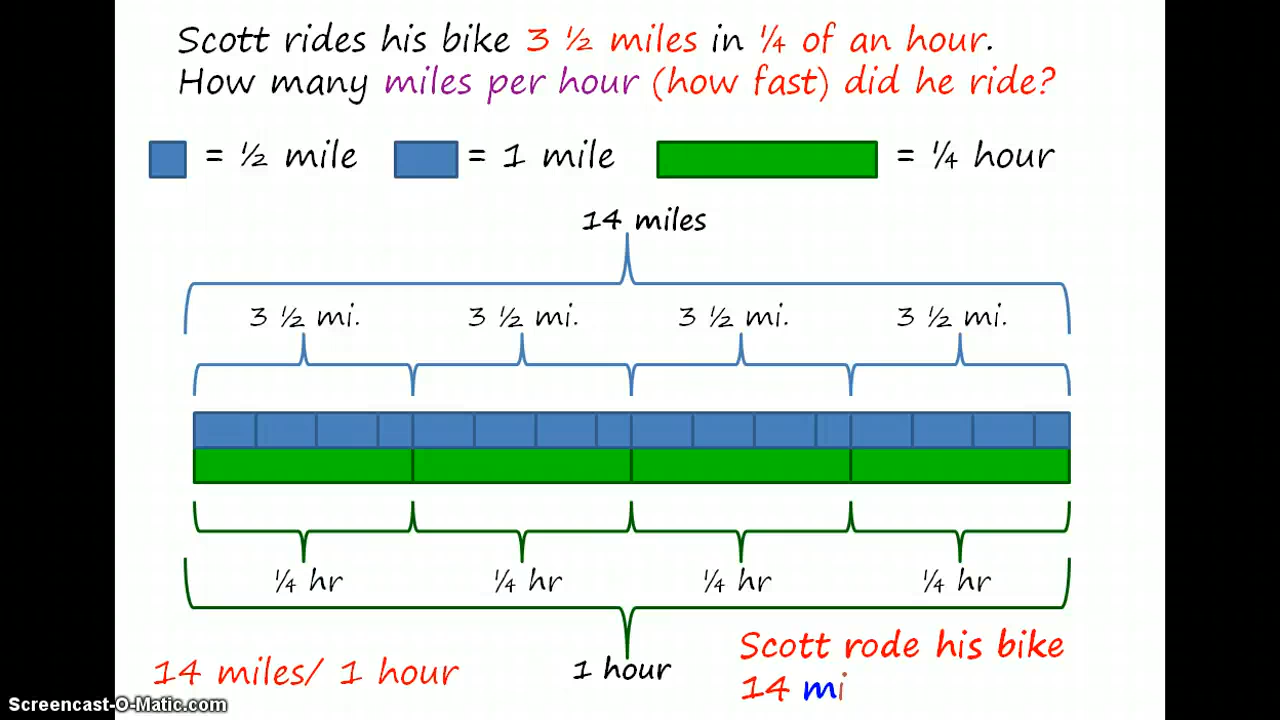 Scott rides his bike 3 ½ miles in ¼ of an hour.
How many miles per hour (how fast) did he ride?
= ½ mile = 1 mile = ¼ hour
14 miles
3 ½ mi. 3 ½ mi. 3 ½ mi. 3 ½ mi.
¼ hr ¼ hr ¼ hr ¼ hr
14 miles/ 1 hour
1 hour
Scott rode his bike
14 mi
Screencast-O-Matic.com